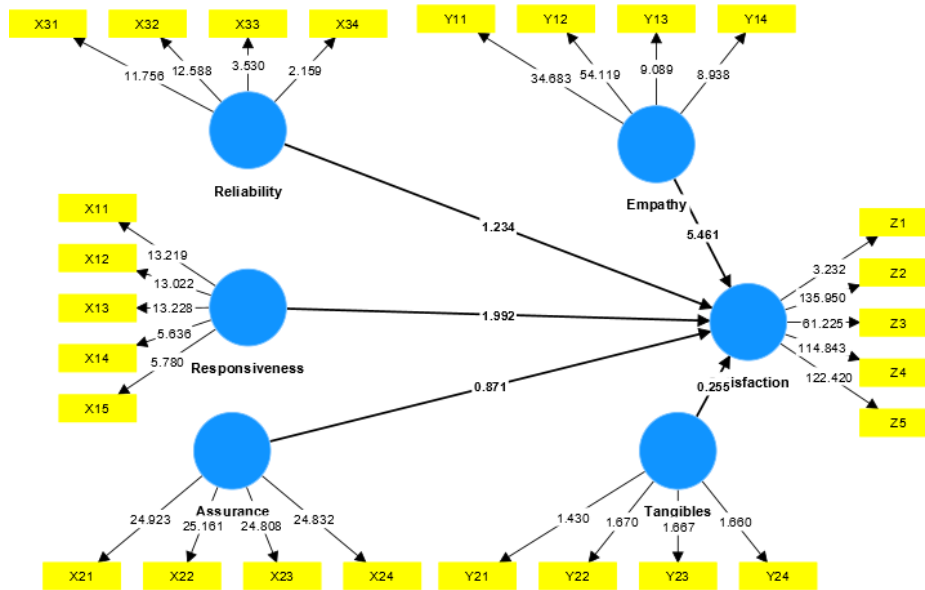 X31 X32 X33 X34
11.756 12.588 3.530 2.159
Reliability
Y11 Y12 Y13 Y14
34.683 54.119 9.089 8.938
Empathy
1.234
5.461
X11
X12
X13
X14
X15
13.219
13.022
13.228
5.636
5.780
Responsiveness
1.992
0.871
0.255
isfaction
Z1
Z2
Z3
Z4
Z5
3.232
135.950
61.225
114.843
122.420
Assurance
24.923 25.161 24.808 24.832
X21 X22 X23 X24
Tangibles
1.430 1.670 1.667 1.660
Y21 Y22 Y23 Y24